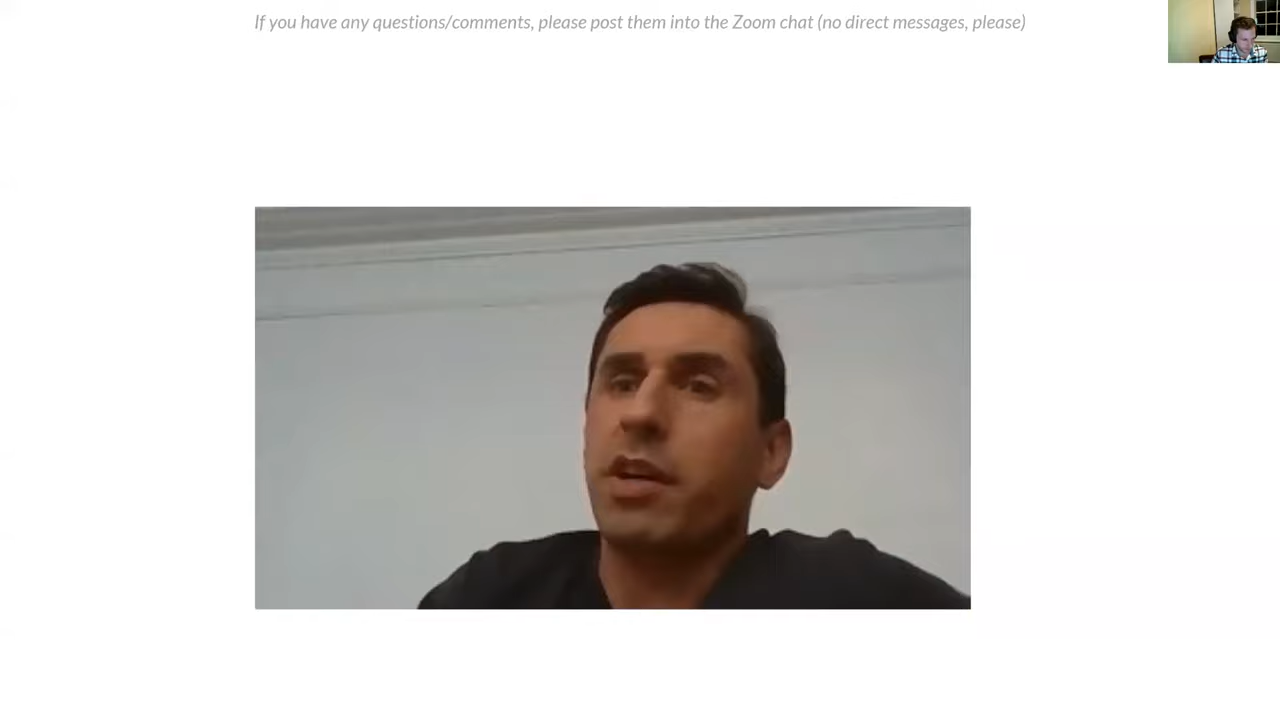 If you have any questions/comments, please post them into the Zoom chat (no direct messages, please)